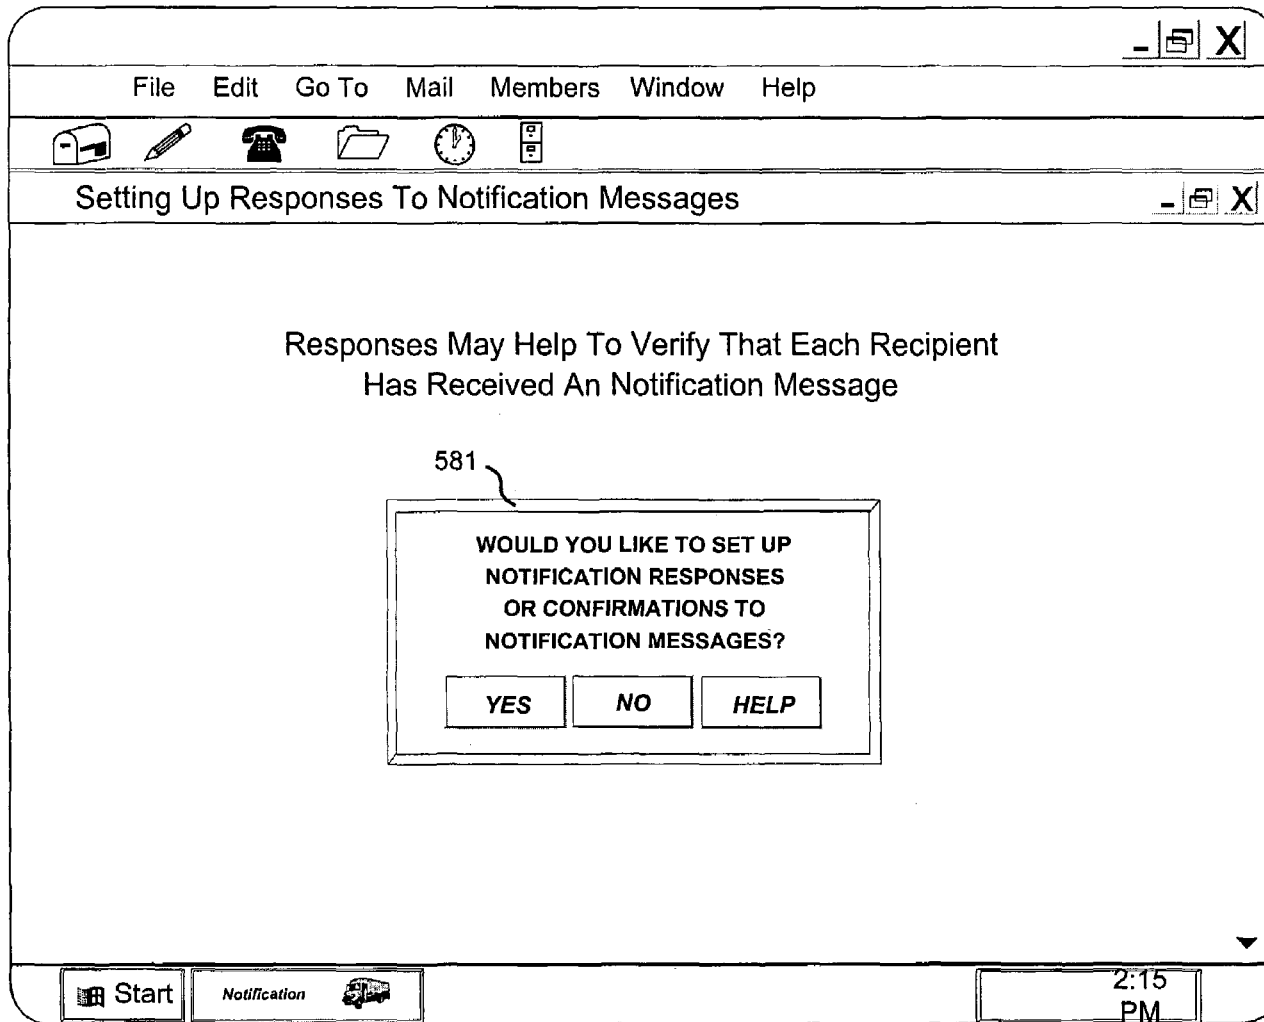 X
File Edit Go To Mail Members Window Help
Setting Up Responses To Notification Messages
X
Responses May Help To Verify That Each Recipient
Has Received An Notification Message
581
WOULD YOU LIKE TO SET UP
NOTIFICATION RESPONSES
OR CONFIRMATIONS TO
NOTIFICATION MESSAGES?
YES NO HELP
Start Notification 2:15
PM